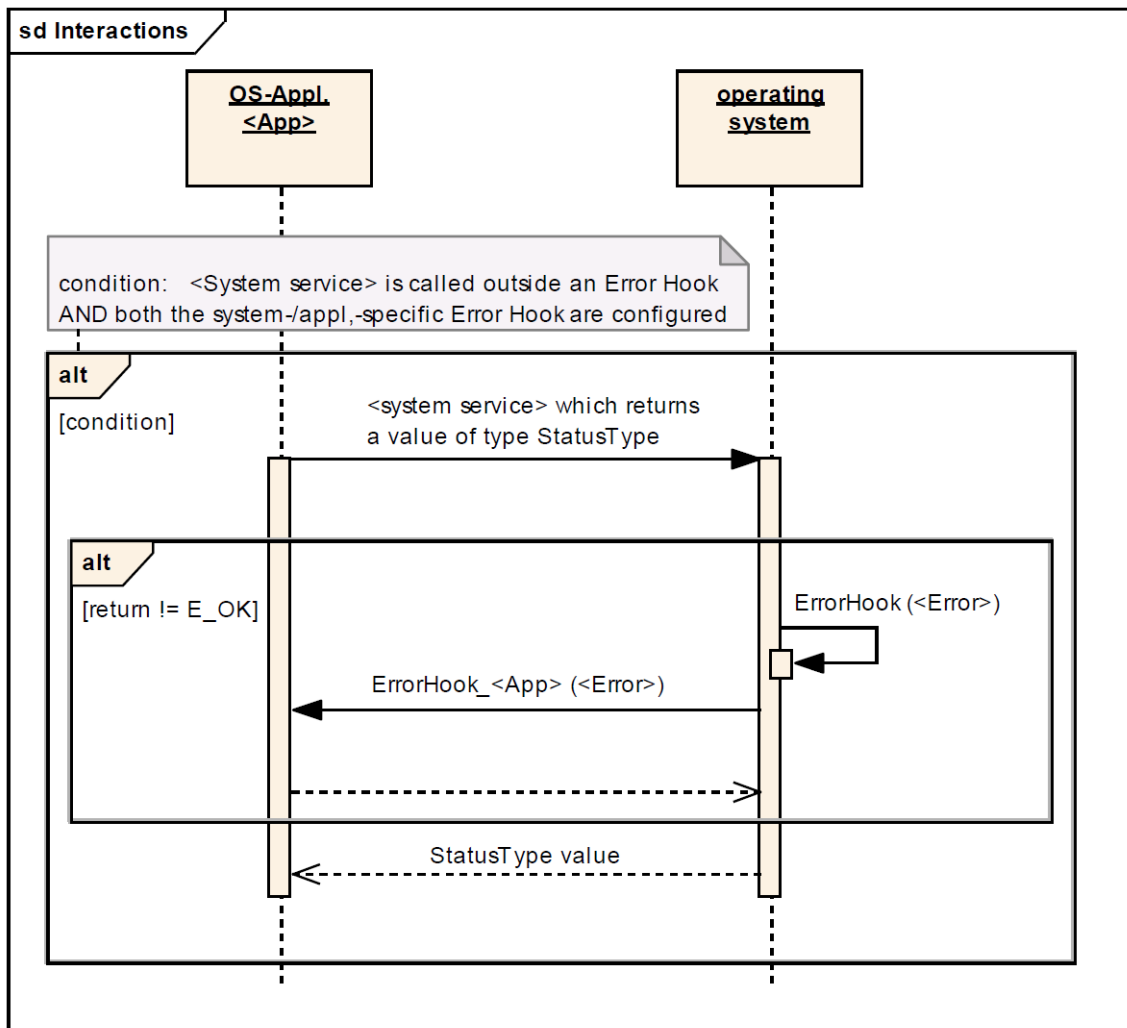 sd Interactions
OS-Appl,
<App>
operating
system
condition:   <System service> is called outside an Error Hook
AND both the system-/appl,-specific Error Hook are configured
alt
[condition]
<system service> which returns
a value of type StatusType
alt
[return != E_OK]
ErrorHook (<Error>)
ErrorHook_<App> (<Error>)
StatusType value